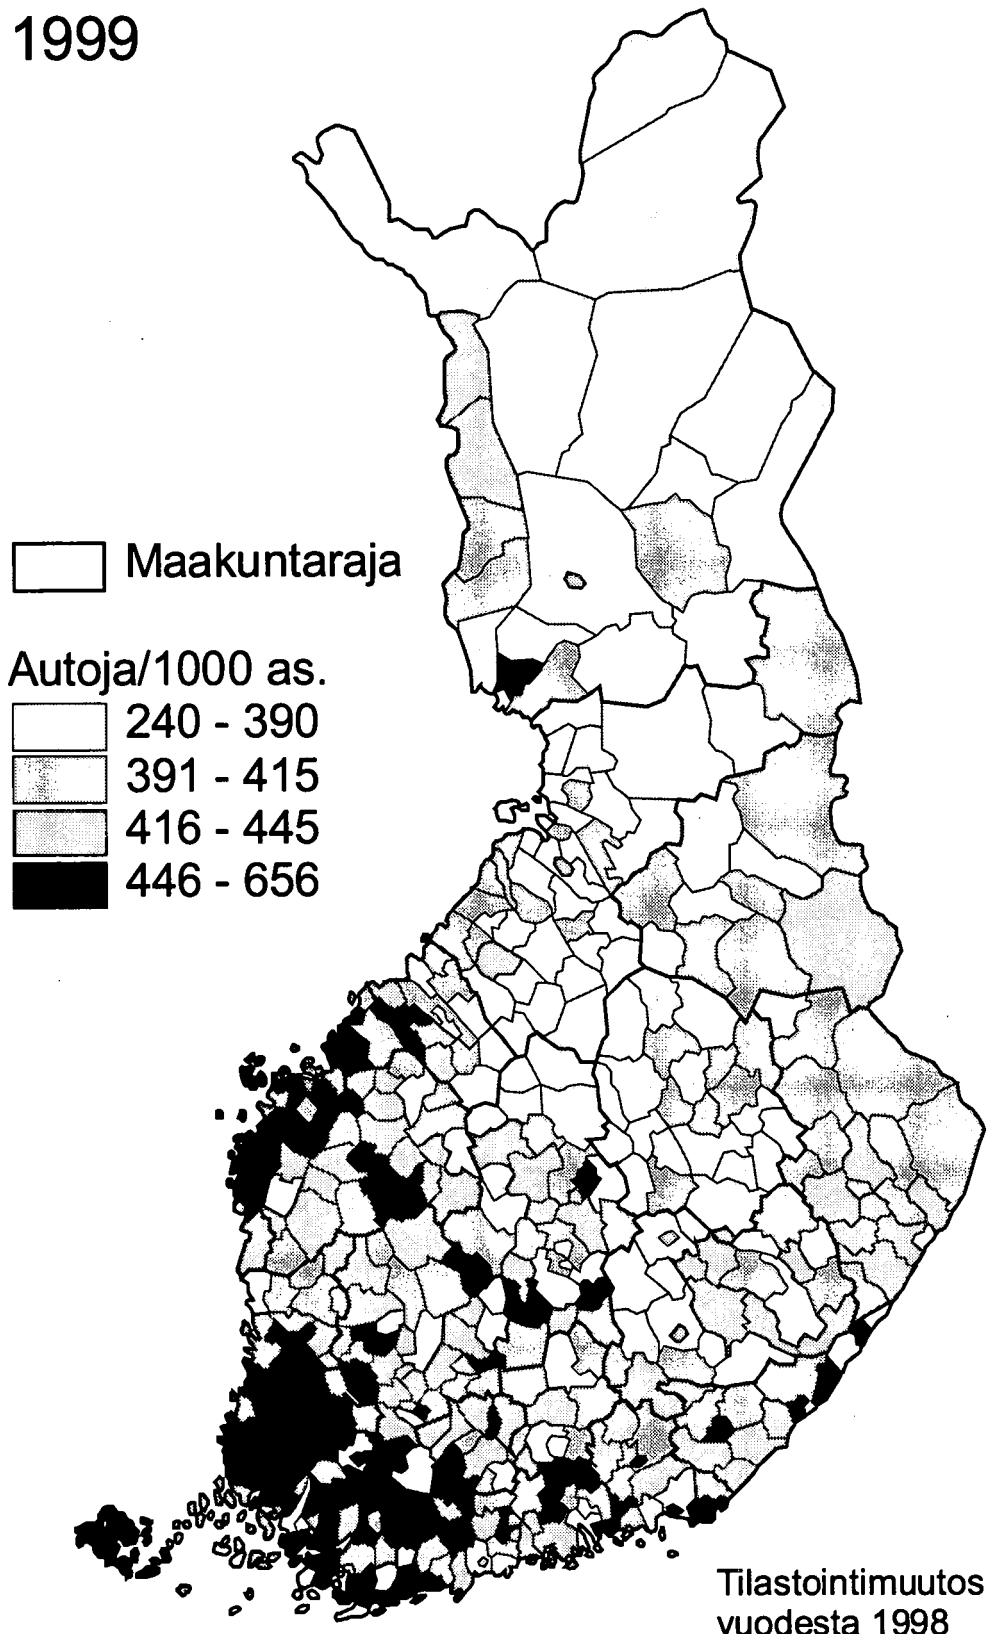 1999
Maakuntaraja
Autoja/1000 as.
240 - 390
391 - 415
416 - 445
446 - 656
Tilastointimuutos
vuodesta 1998